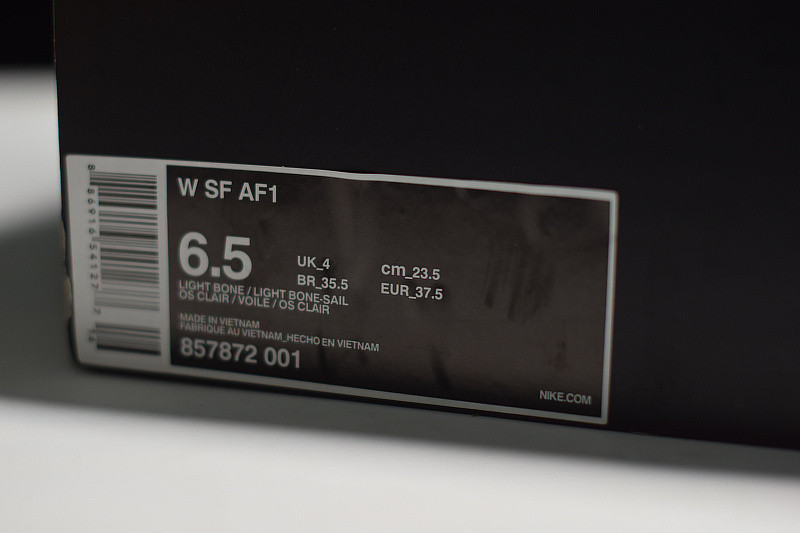 W SF AF1
6.5
UK_4
cm_23.5
BR_35.5
EUR_37.5
LIGHT BONE / LIGHT BONE-SAIL
OS CLAIR / VOILE / OS CLAIR
MADE IN VIETNAM
FABRIQUE AU VIETNAM_HECHO EN VIETNAM
857872 001
NIKE.COM